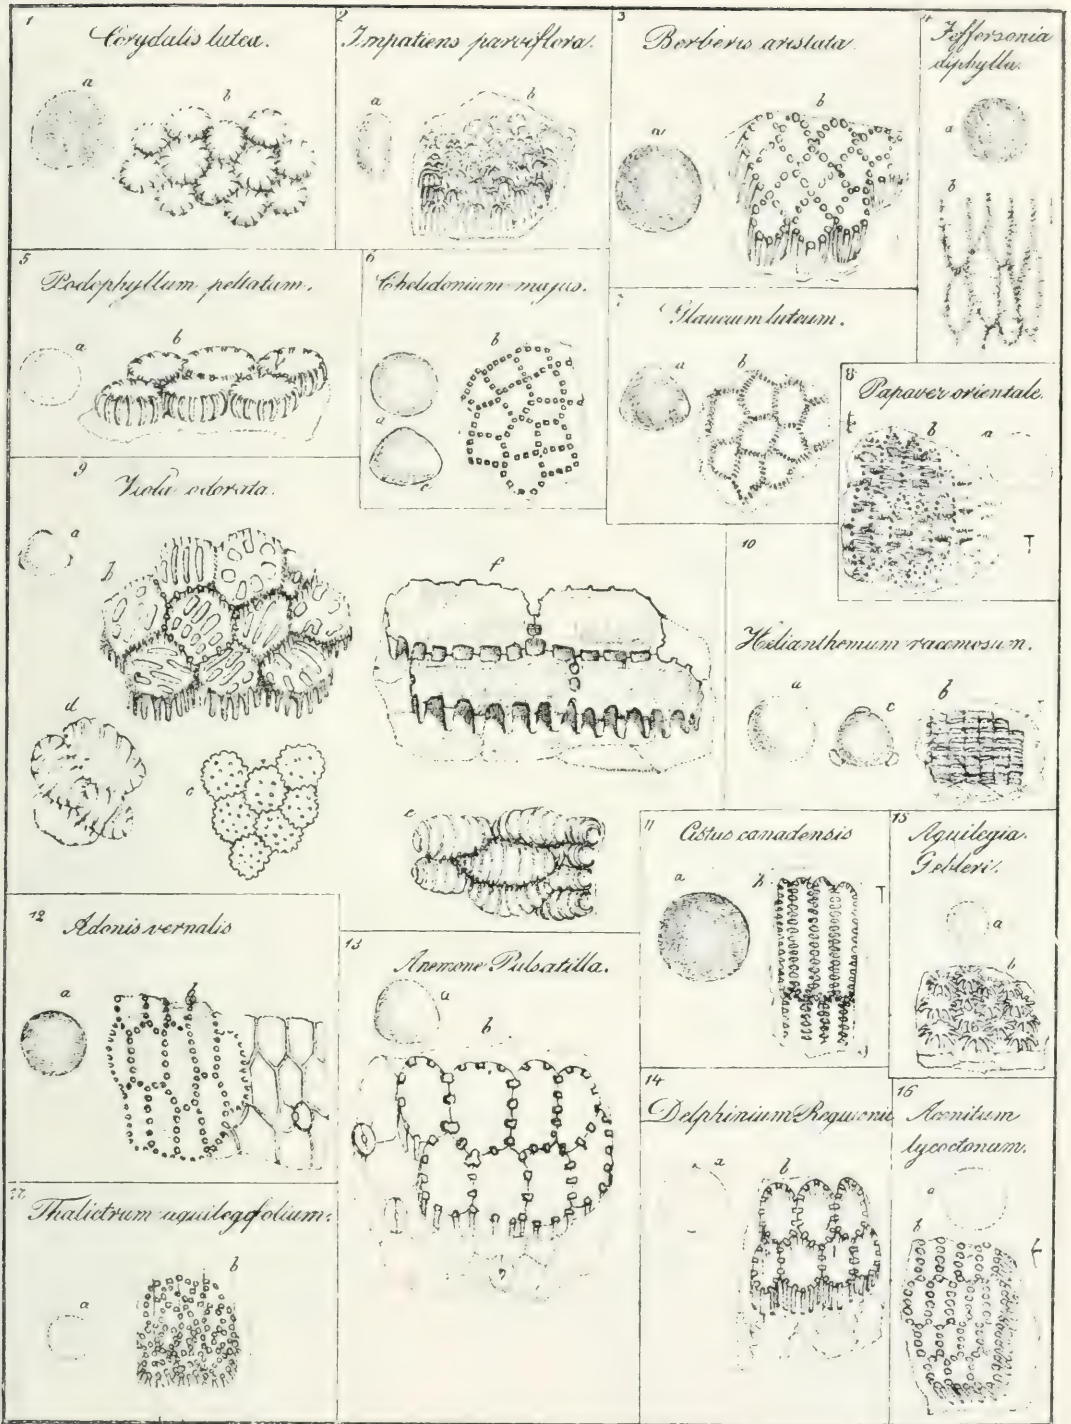 1
Corydalis lutea.
a
b
2
Impatiens parviflora.
a
b
3
Berberis aristata
a
b
4
Jeffersonia
diphylla.
a
b
5
Podophyllum peltatum.
a
b
6
Chelidonium majus.
b
a
c
7
Glaucium luteum.
a
b
8
Papaver orientale.
b
a
9
Viola odorata.
a
b
d
c
f
e
10
Helianthemum racemosum.
a
c
b
11
Cistus canadensis
a
b
12
Adonis vernalis
a
b
13
Anemone Pulsatilla.
a
b
14
Delphinium Requienii
a
b
15
Aquilegia
Gebleri.
a
b
16
Aconitum
lycoctonum.
a
b
17
Thalictrum aquilegifolium.
b
a